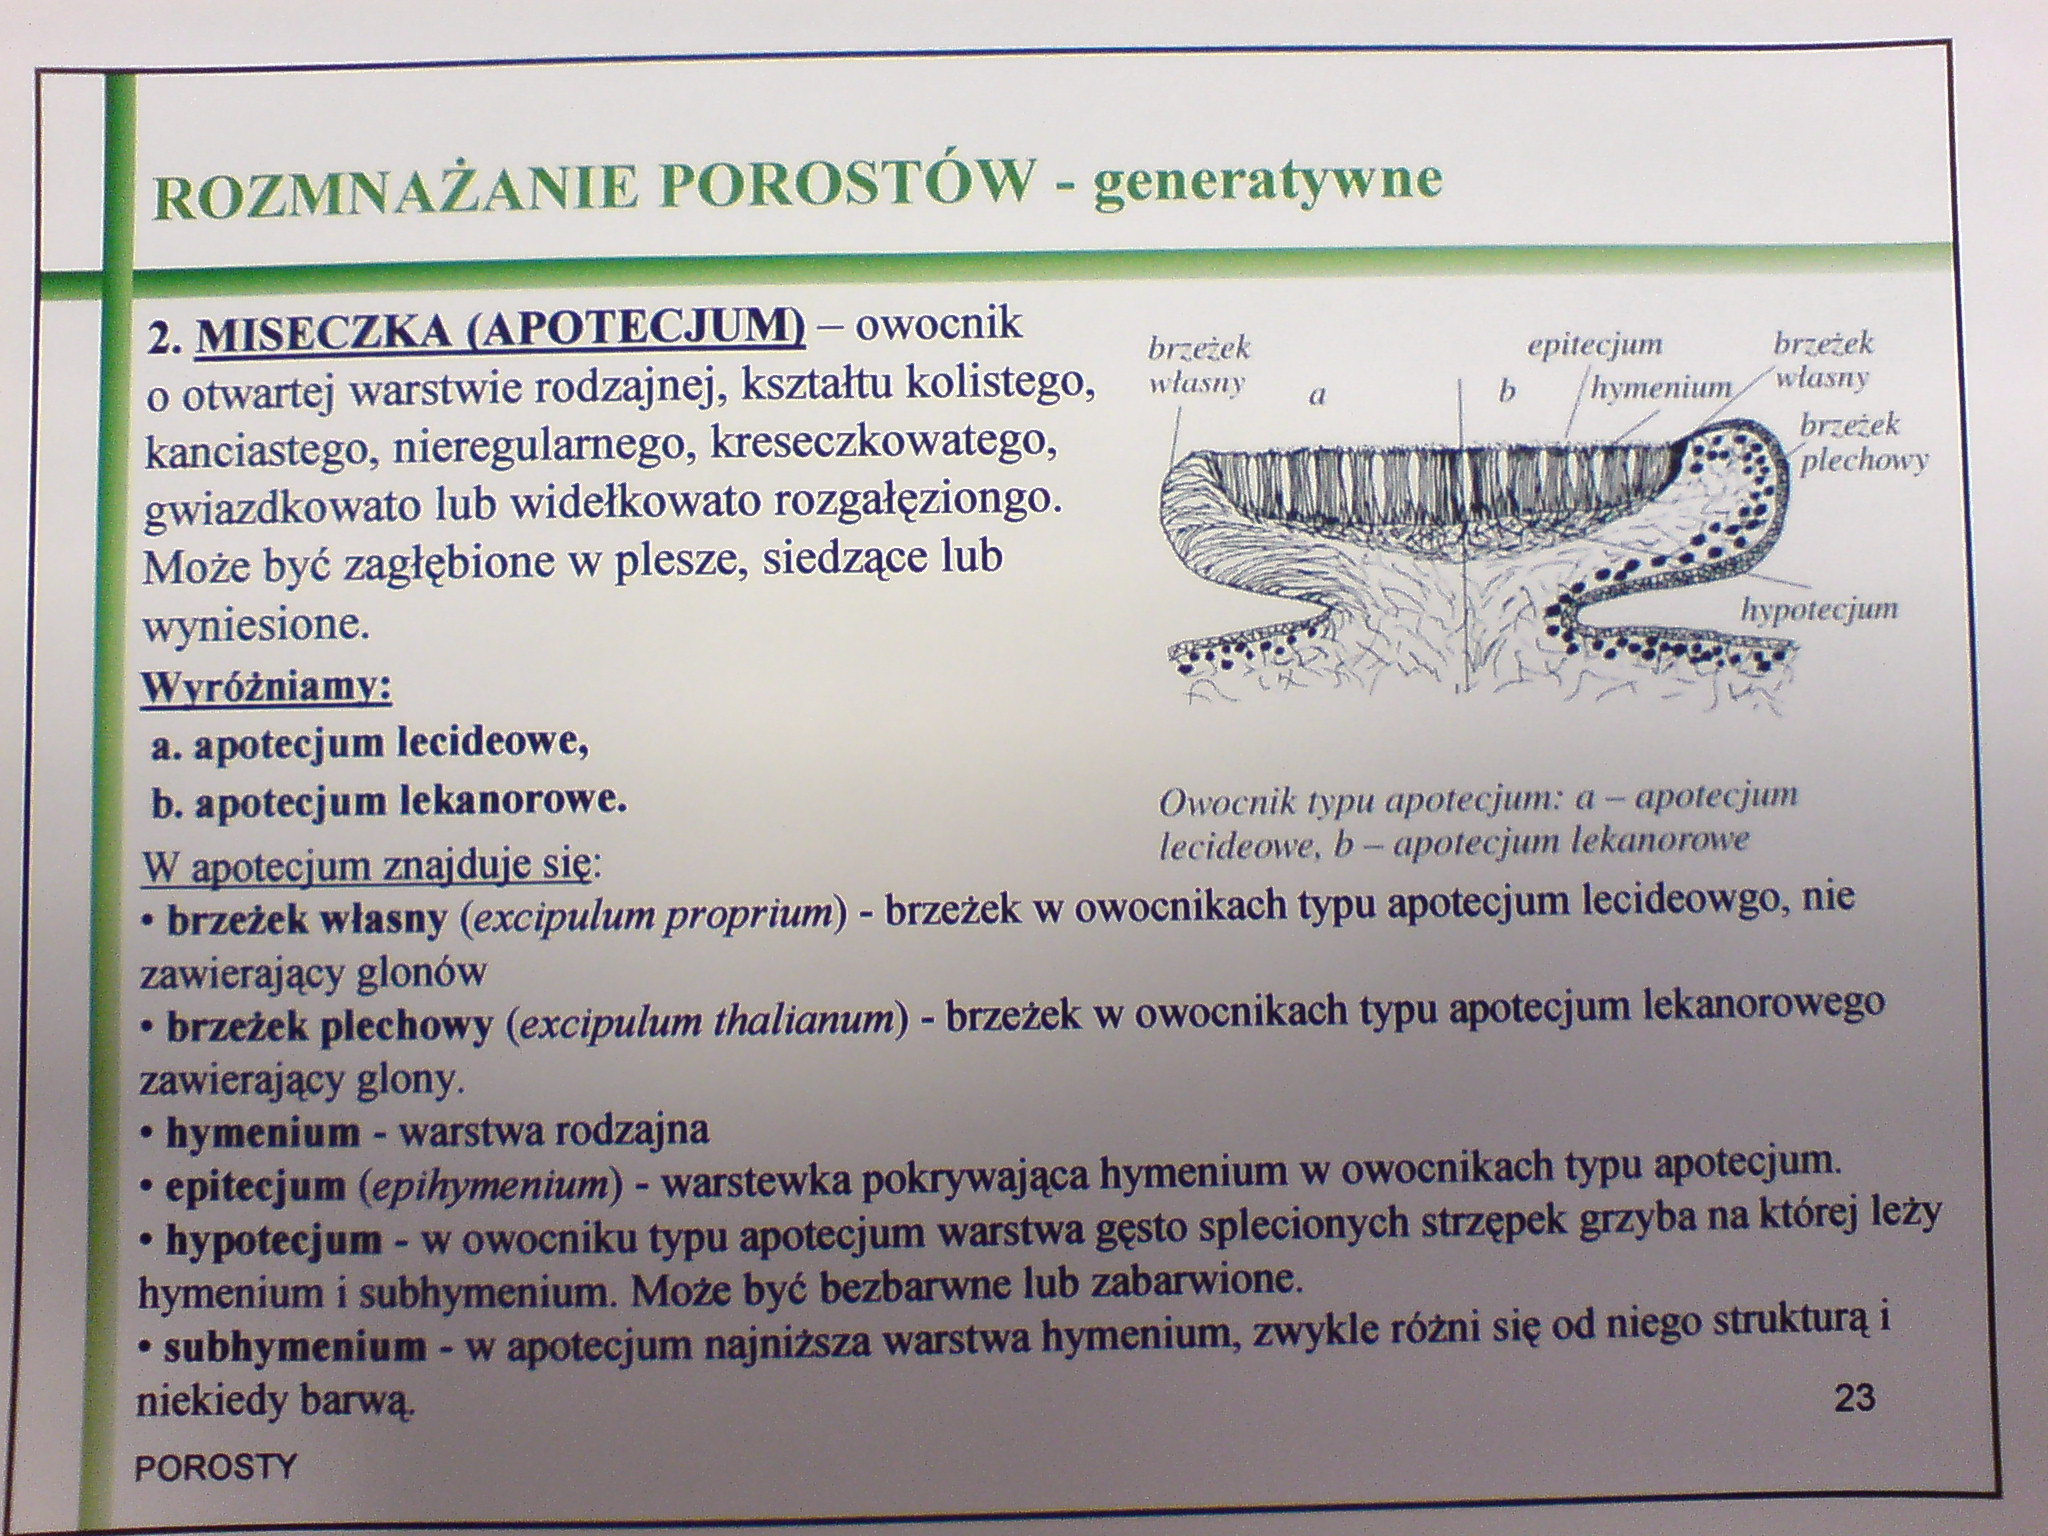 ROZMNAŻANIE POROSTÓW - generatywne
2. MISECZKA (APOTECJUM) – owocnik
o otwartej warstwie rodzajnej, kształtu kolistego,
kanciastego, nieregularnego, kreseczkowatego,
gwiazdkowato lub widełkowato rozgałęziongo.
Może być zagłębione w plesze, siedzące lub
wyniesione.
Wyróżniamy:
a. apotecjum lecideowe,
b. apotecjum lekanorowe.
brzeżek
własny
a
b
epitecjum
hymenium
brzeżek
własny
brzeżek
plechowy
hypotecjum
Owocnik typu apotecjum: a – apotecjum
lecideowe, b – apotecjum lekanorowe
W apotecjum znajduje się:
• brzeżek własny (excipulum proprium) - brzeżek w owocnikach typu apotecjum lecideowgo, nie
zawierający glonów
• brzeżek plechowy (excipulum thalianum) - brzeżek w owocnikach typu apotecjum lekanorowego
zawierający glony.
• hymenium - warstwa rodzajna
• epitecjum (epihymenium) - warstewka pokrywająca hymenium w owocnikach typu apotecjum.
• hypotecjum - w owocniku typu apotecjum warstwa gęsto splecionych strzępek grzyba na której leży
hymenium i subhymenium. Może być bezbarwne lub zabarwione.
• subhymenium - w apotecjum najniższa warstwa hymenium, zwykle różni się od niego strukturą i
niekiedy barwą.
23
POROSTY